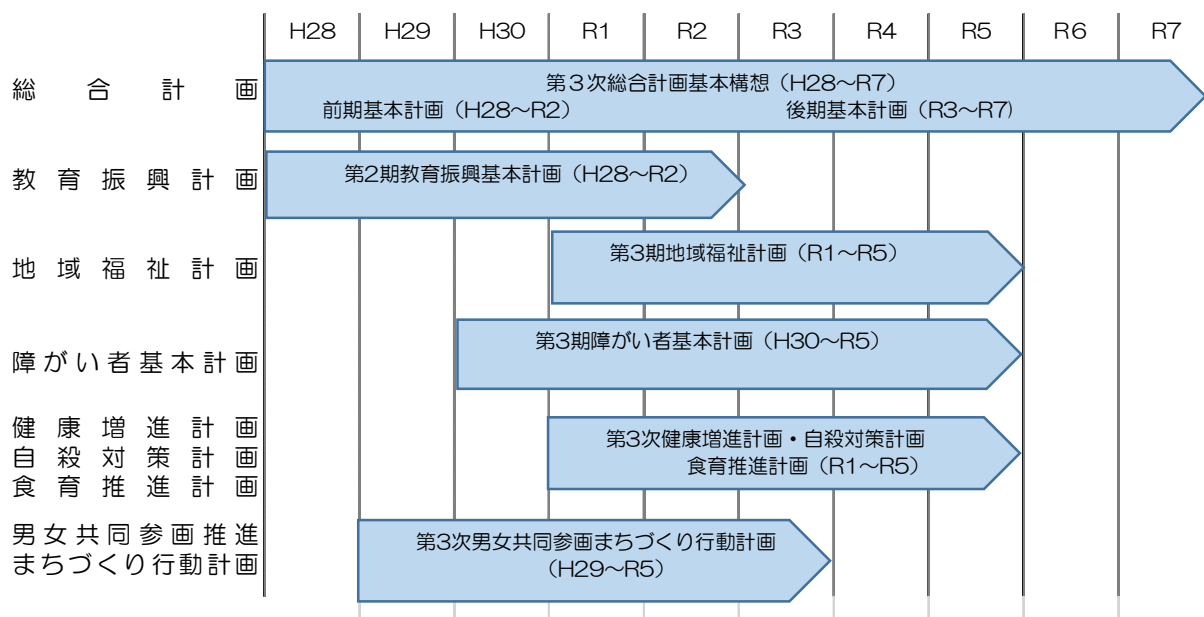 H28 H29 H30 R1 R2 R3 R4 R5 R6 R7
総合計画
第３次総合計画基本構想（H28～R7）
前期基本計画（H28～R2） 後期基本計画（R3～R7)
教育振興計画
第2期教育振興基本計画（H28～R2）
地域福祉計画
第3期地域福祉計画（R1～R5）
障がい者基本計画
第3期障がい者基本計画（H30～R5）
健康増進計画
自殺対策計画
食育推進計画
第3次健康増進計画・自殺対策計画
食育推進計画（R1～R5）
男女共同参画推進
まちづくり行動計画
第3次男女共同参画まちづくり行動計画
（H29～R5）